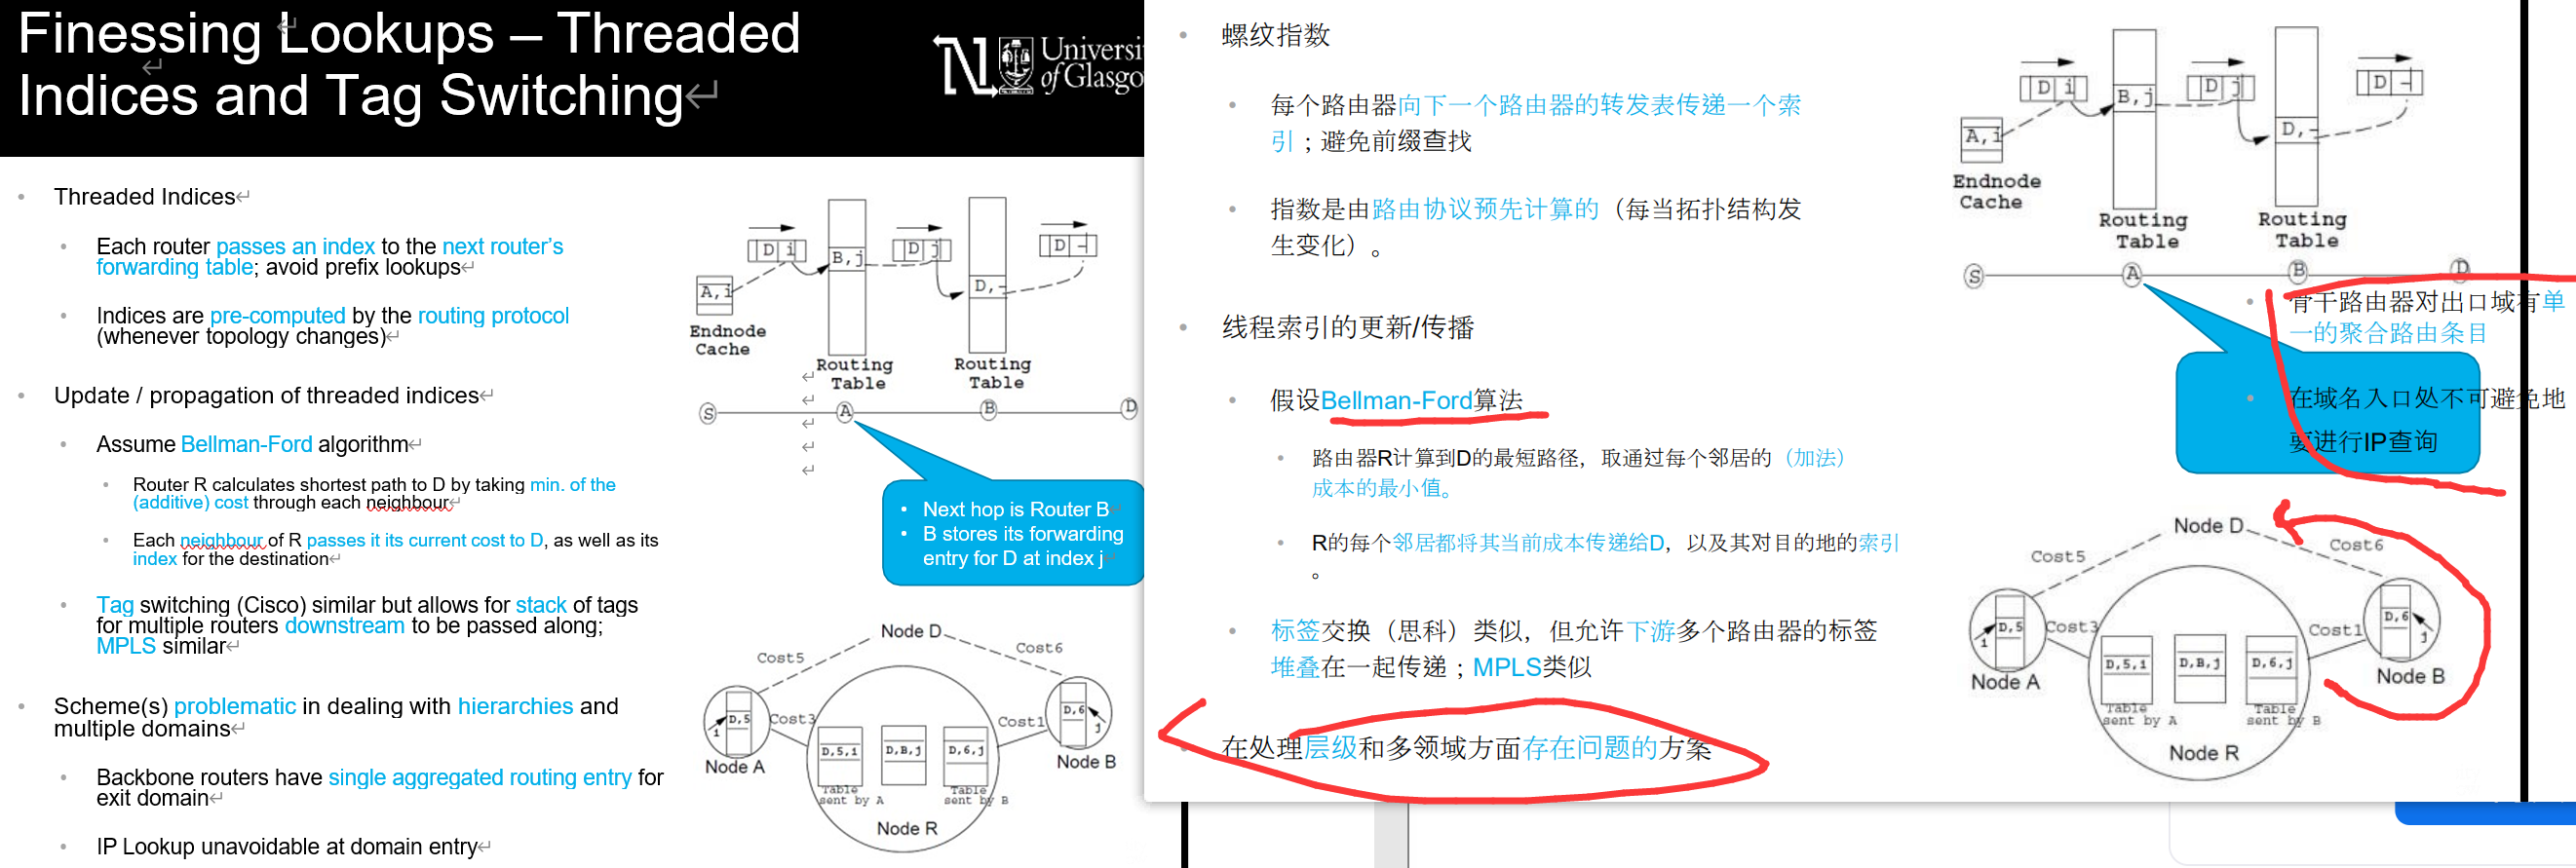 Finessing Lookups – Threaded
Indices and Tag Switching
Universi
of Glasgo
Threaded Indices
Each router passes an index to the next router's
forwarding table; avoid prefix lookups
Indices are pre-computed by the routing protocol
(whenever topology changes)
Update / propagation of threaded indices
Assume Bellman-Ford algorithm
Router R calculates shortest path to D by taking min. of the
(additive) cost through each neighbour
Each neighbour of R passes it its current cost to D, as well as its
index for the destination
Tag switching (Cisco) similar but allows for stack of tags
for multiple routers downstream to be passed along;
MPLS similar
Scheme(s) problematic in dealing with hierarchies and
multiple domains
Backbone routers have single aggregated routing entry for
exit domain
IP Lookup unavoidable at domain entry
D i
B,j
D j
D -
A,i
D,-
Endnode
Cache
Routing
Table
Routing
Table
S
A
B
D
Next hop is Router B
B stores its forwarding
entry for D at index j
Node D
Cost5
Cost6
D,5
i
Cost3
Cost1
D,6
j
D,5,i
D,B,j
D,6,j
Node A
Node B
Table
sent by A
Table
sent by B
Node R
螺纹指数
每个路由器向下一个路由器的转发表传递一个索
引；避免前缀查找
指数是由路由协议预先计算的（每当拓扑结构发
生变化）。
线程索引的更新/传播
假设Bellman-Ford算法
路由器R计算到D的最短路径，取通过每个邻居的（加法）
成本的最小值。
R的每个邻居都将其当前成本传递给D，以及其对目的地的索引
。
标签交换（思科）类似，但允许下游多个路由器的标签
堆叠在一起传递；MPLS类似
在处理层级和多领域方面存在问题的方案
D i
B,j
D j
D -
A,i
D,-
Endnode
Cache
Routing
Table
Routing
Table
S
A
B
D
骨干路由器对出口域有单
一的聚合路由条目
在域名入口处不可避免地
要进行IP查询
Node D
Cost5
Cost6
D,5
i
Cost3
Cost1
D,6
j
D,5,i
D,B,j
D,6,j
Node A
Node B
Table
sent by A
Table
sent by B
Node R